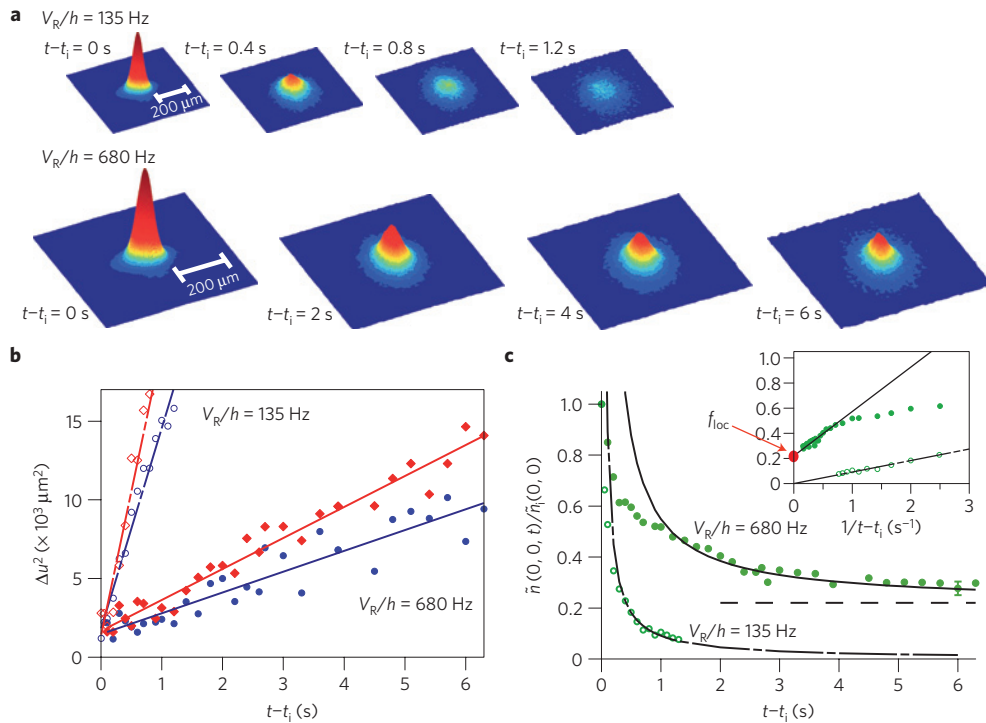 a
V_R/h = 135 Hz
t–t_i = 0 s
t–t_i = 0.4 s
t–t_i = 0.8 s
t–t_i = 1.2 s
200 μm
V_R/h = 680 Hz
200 μm
t–t_i = 0 s
t–t_i = 2 s
t–t_i = 4 s
t–t_i = 6 s
b
Δu² (× 10³ μm²)
15
10
5
0
V_R/h = 135 Hz
V_R/h = 680 Hz
0 1 2 3 4 5 6
t–t_i (s)
c
ñ(0, 0, t)/ñ_i(0, 0)
1.0
0.8
0.6
0.4
0.2
0
V_R/h = 680 Hz
V_R/h = 135 Hz
0 1 2 3 4 5 6
t–t_i (s)
f_loc
1.0
0.8
0.6
0.4
0.2
0
0 1 2 3
1/t–t_i (s⁻¹)